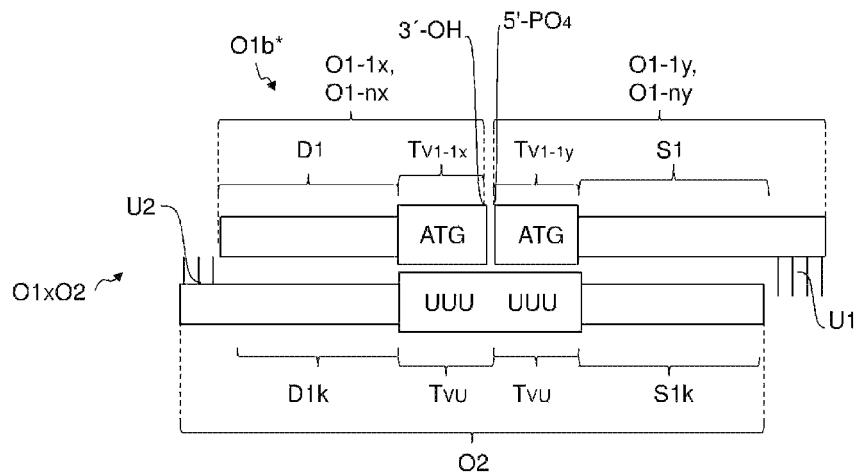 3´-OH
5'-PO4
O1b*
O1-1x,
O1-nx
O1-1y,
O1-ny
D1
TV1-1x
TV1-1y
S1
U2
ATG
ATG
O1xO2
UUU
UUU
U1
D1k
TVU
TVU
S1k
O2